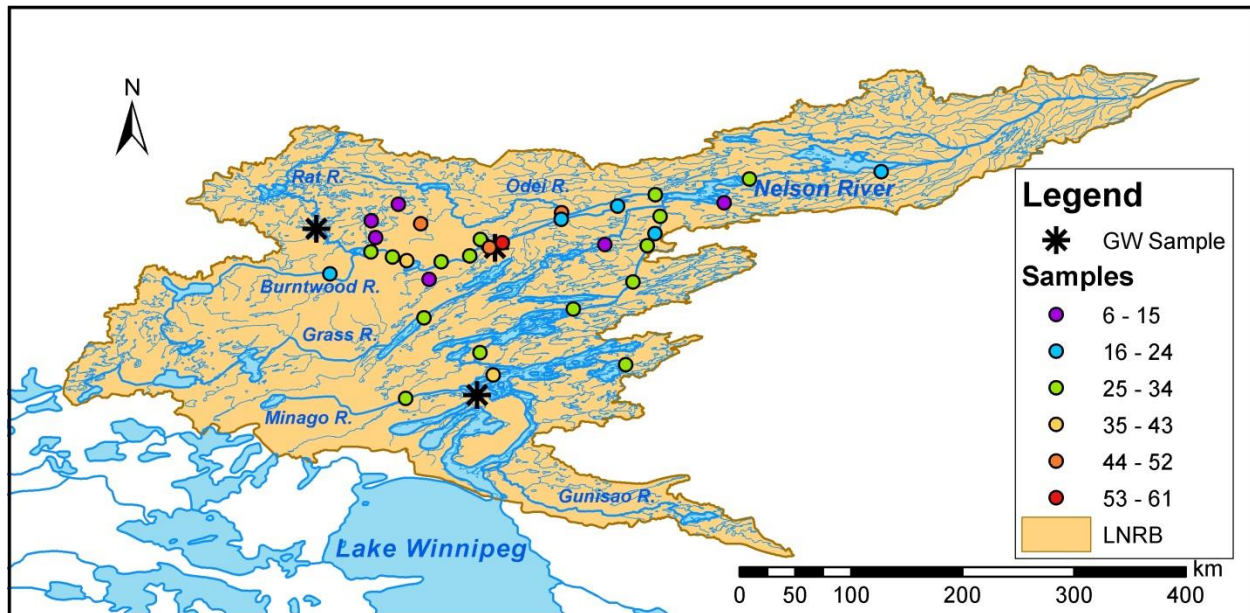 N
Rat R.
Odei R.
Nelson River
Burntwood R.
Grass R.
Minago R.
Gunisao R.
Lake Winnipeg
Legend
GW Sample
Samples
6 - 15
16 - 24
25 - 34
35 - 43
44 - 52
53 - 61
LNRB
km
0 50 100 200 300 400